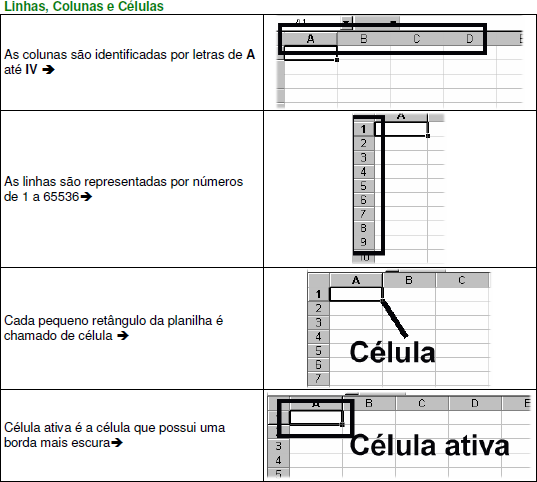 Linhas, Colunas e Células
As colunas são identificadas por letras de A
até IV ➔
A B C D E
As linhas são representadas por números
de 1 a 65536➔
A
1
2
3
4
5
6
7
8
9
10
Cada pequeno retângulo da planilha é
chamado de célula ➔
A B C
1
2
3
4
5
6
7
Célula
Célula ativa é a célula que possui uma
borda mais escura➔
A B C D E
3
4
5
Célula ativa